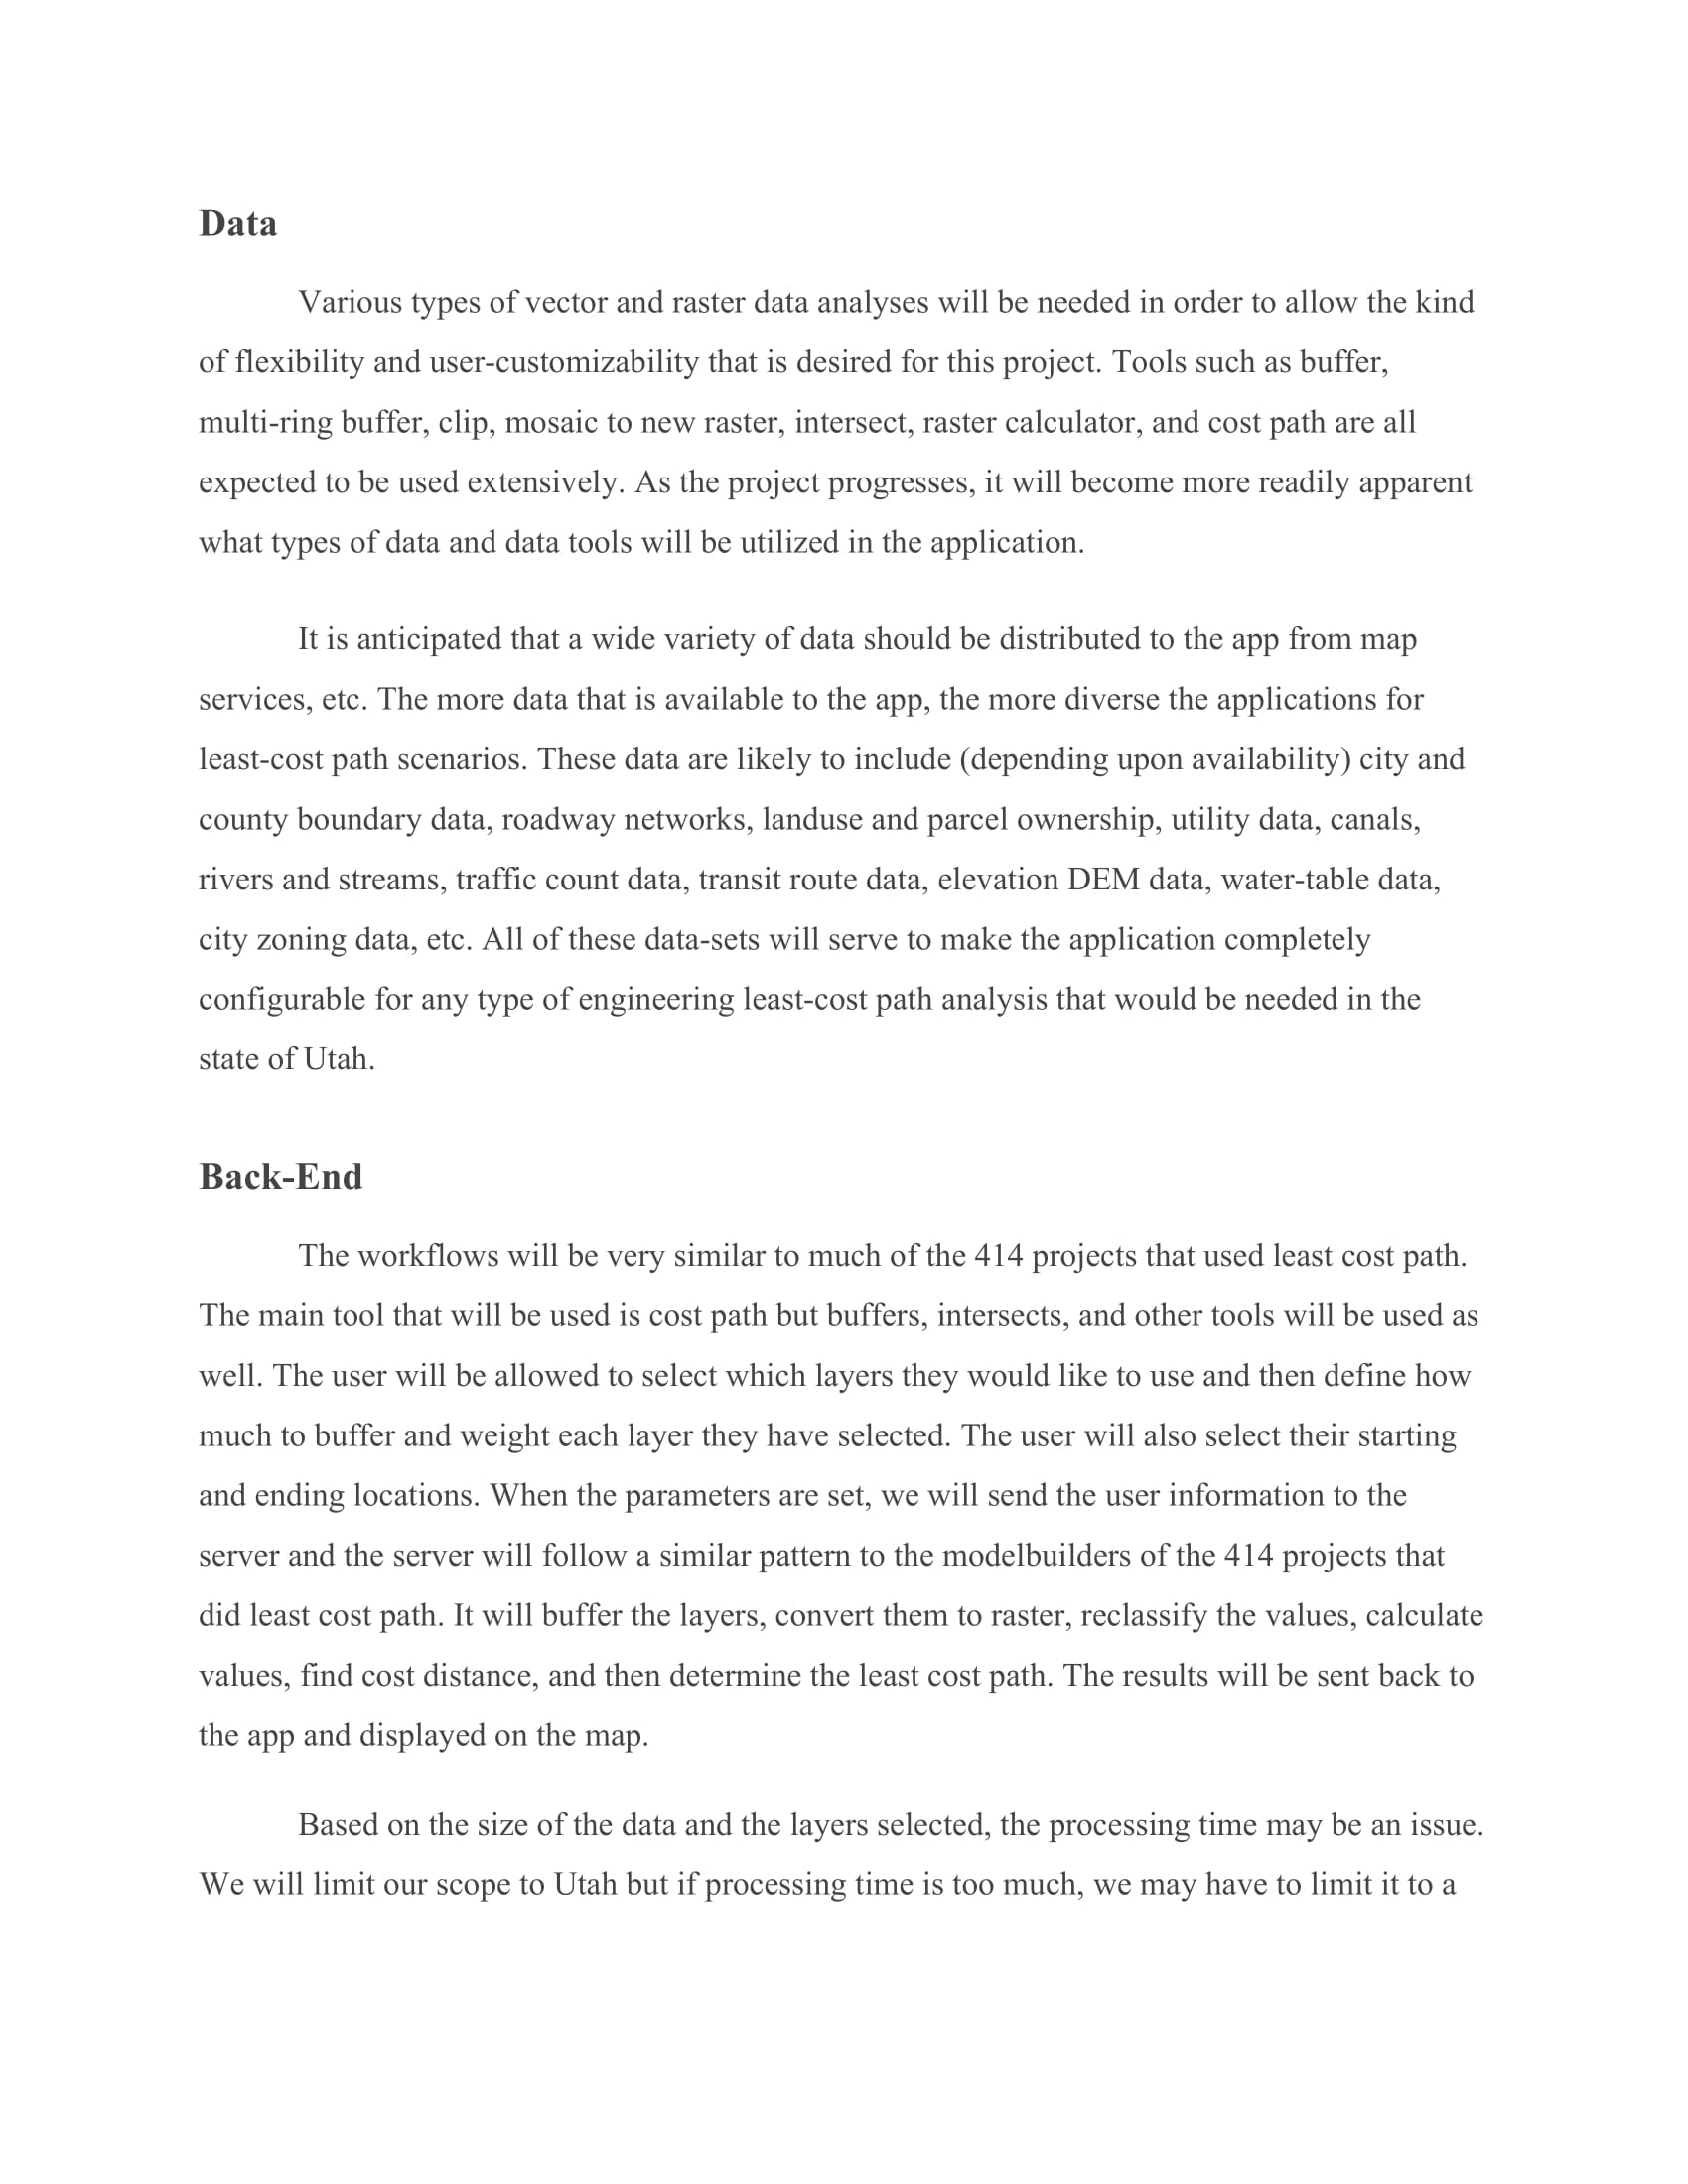 Data
Various types of vector and raster data analyses will be needed in order to allow the kind
of flexibility and user-customizability that is desired for this project. Tools such as buffer,
multi-ring buffer, clip, mosaic to new raster, intersect, raster calculator, and cost path are all
expected to be used extensively. As the project progresses, it will become more readily apparent
what types of data and data tools will be utilized in the application.
It is anticipated that a wide variety of data should be distributed to the app from map
services, etc. The more data that is available to the app, the more diverse the applications for
least-cost path scenarios. These data are likely to include (depending upon availability) city and
county boundary data, roadway networks, landuse and parcel ownership, utility data, canals,
rivers and streams, traffic count data, transit route data, elevation DEM data, water-table data,
city zoning data, etc. All of these data-sets will serve to make the application completely
configurable for any type of engineering least-cost path analysis that would be needed in the
state of Utah.
Back-End
The workflows will be very similar to much of the 414 projects that used least cost path.
The main tool that will be used is cost path but buffers, intersects, and other tools will be used as
well. The user will be allowed to select which layers they would like to use and then define how
much to buffer and weight each layer they have selected. The user will also select their starting
and ending locations. When the parameters are set, we will send the user information to the
server and the server will follow a similar pattern to the modelbuilders of the 414 projects that
did least cost path. It will buffer the layers, convert them to raster, reclassify the values, calculate
values, find cost distance, and then determine the least cost path. The results will be sent back to
the app and displayed on the map.
Based on the size of the data and the layers selected, the processing time may be an issue.
We will limit our scope to Utah but if processing time is too much, we may have to limit it to a